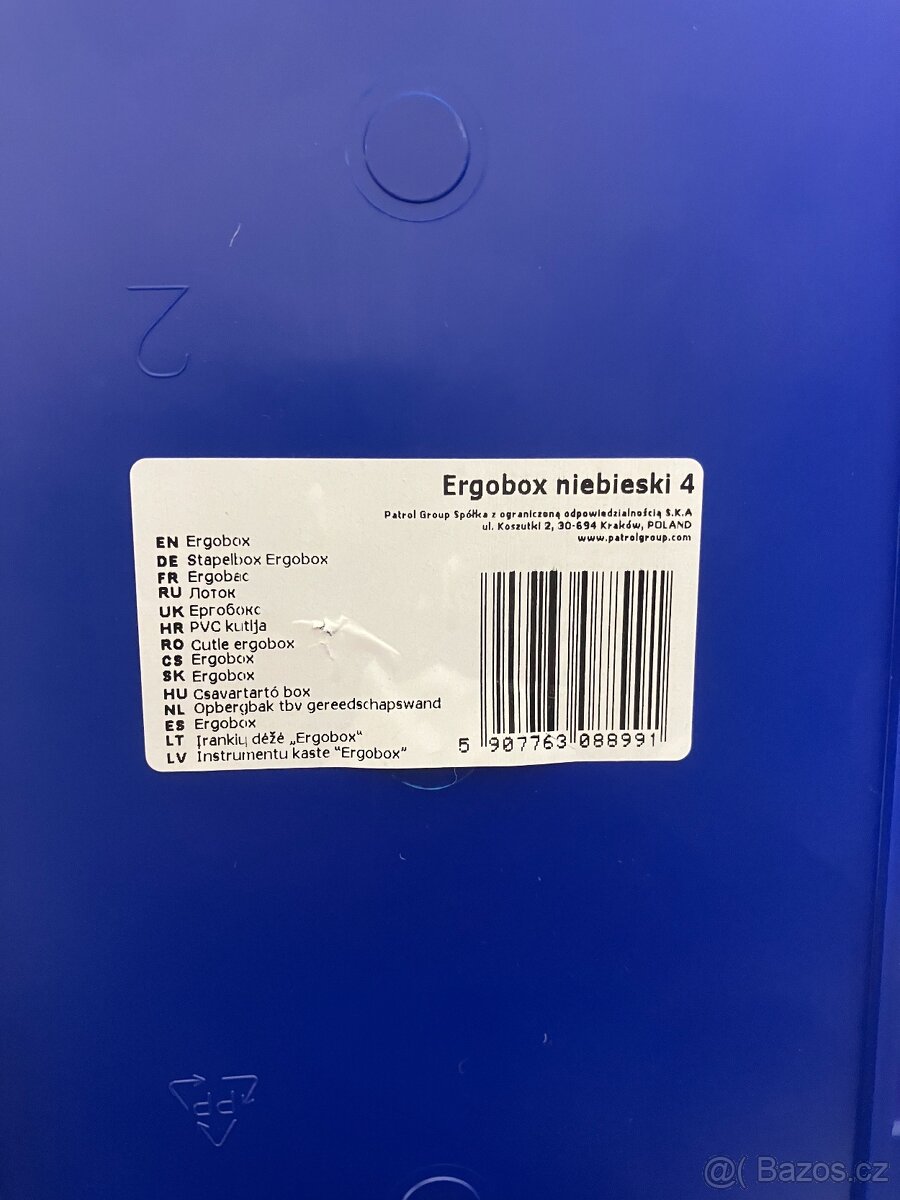 2
Ergobox niebieski 4
Patrol Group Spółka z ograniczoną odpowiedzialnością S.K.A
ul. Koszutki 2, 30-694 Kraków, POLAND
www.patrolgroup.com
EN Ergobox
DE Stapelbox Ergobox
FR Ergobac
RU Лоток
UK Ергобокс
HR PVC kutija
RO Cutie ergobox
CS Ergobox
SK Ergobox
HU Csavartartó box
NL Opbergbak tbv gereedschapswand
ES Ergobox
LT Įrankių dėžė „Ergobox“
LV Instrumentu kaste "Ergobox"
5 907763 088991
PP
@( Bazos.cz